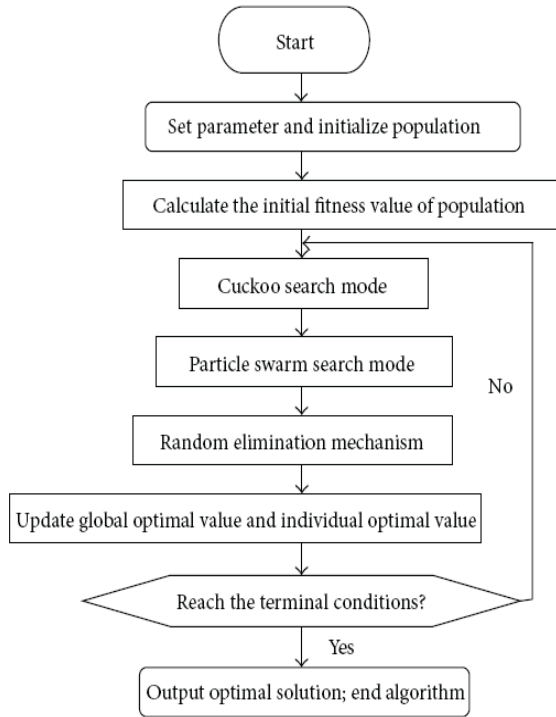 Start
Set parameter and initialize population
Calculate the initial fitness value of population
Cuckoo search mode
Particle swarm search mode
No
Random elimination mechanism
Update global optimal value and individual optimal value
Reach the terminal conditions?
Yes
Output optimal solution; end algorithm